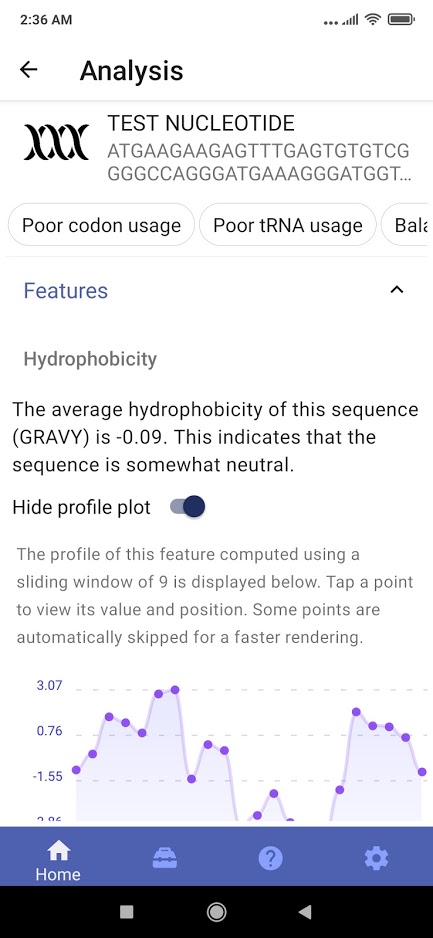 2:36 AM
Analysis
TEST NUCLEOTIDE
ATGAAGAAGAGTTTGAGTGTGTCG
GGGCCAGGGATGAAAGGGATGGT...
Poor codon usage
Poor tRNA usage
Bala
Features
Hydrophobicity
The average hydrophobicity of this sequence
(GRAVY) is -0.09. This indicates that the
sequence is somewhat neutral.
Hide profile plot
The profile of this feature computed using a
sliding window of 9 is displayed below. Tap a point
to view its value and position. Some points are
automatically skipped for a faster rendering.
3.07
0.76
-1.55
Home